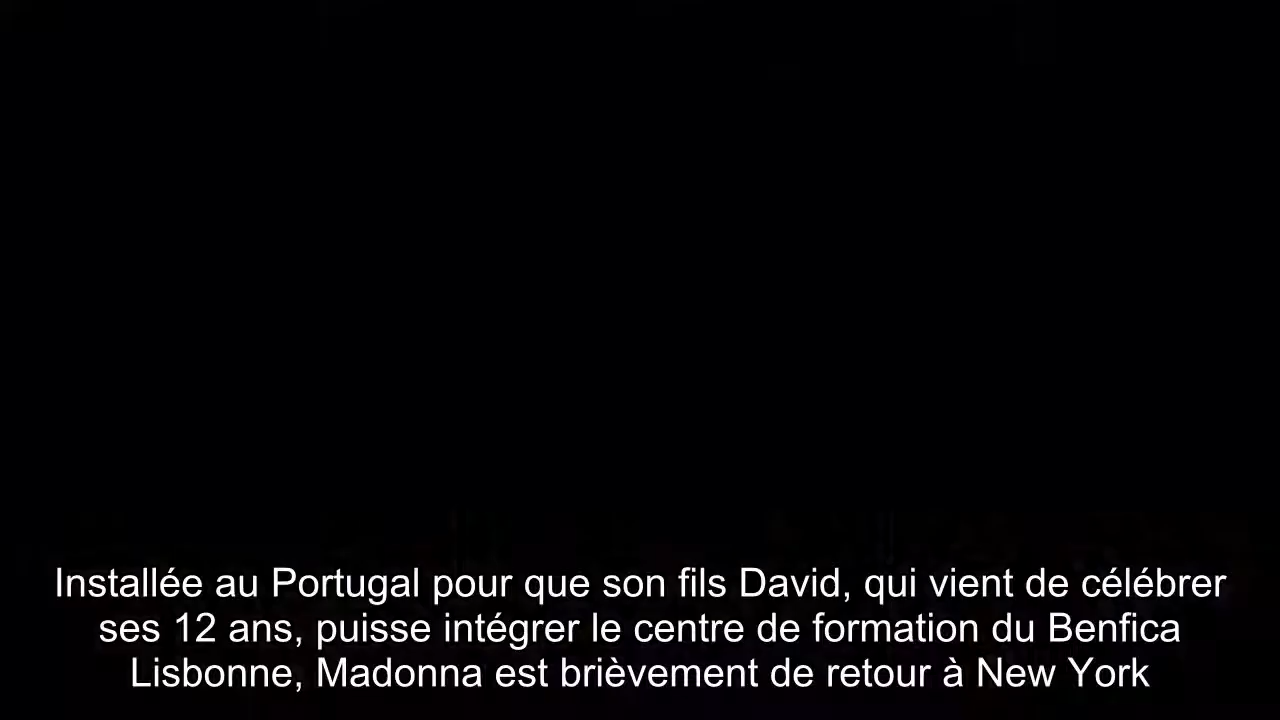 Installée au Portugal pour que son fils David, qui vient de célébrer
ses 12 ans, puisse intégrer le centre de formation du Benfica
Lisbonne, Madonna est brièvement de retour à New York